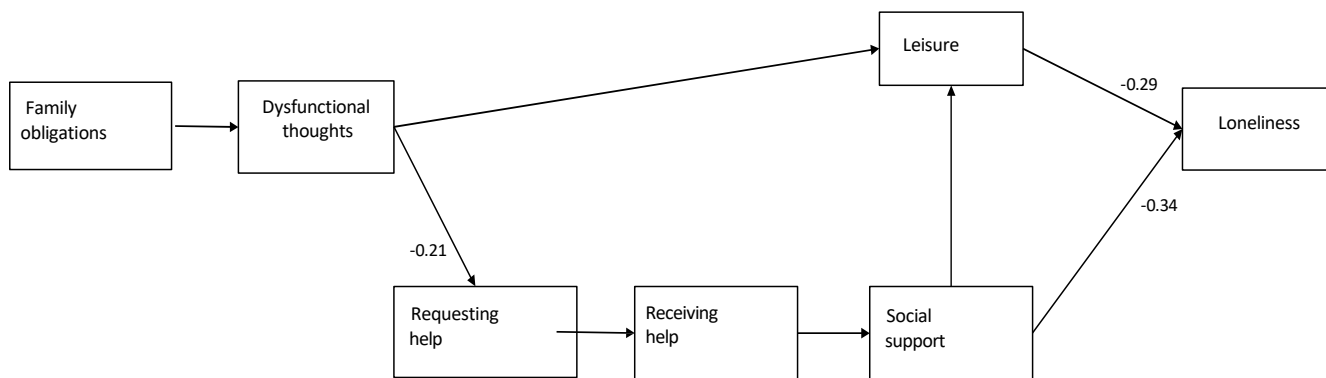 Leisure
-0.29
Family
obligations
Dysfunctional
thoughts
Loneliness
-0.34
-0.21
Requesting
help
Receiving
help
Social
support